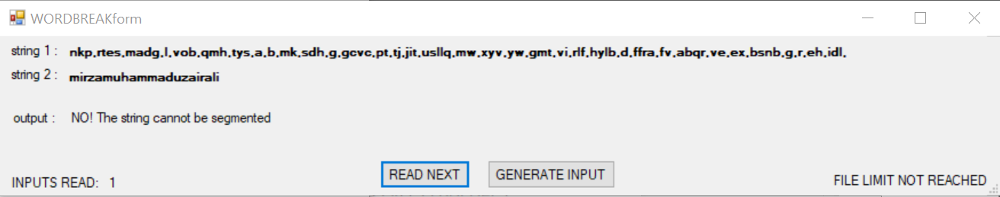 WORDBREAKform
string 1 : nkp,rtes,madg,l,vob,qmh,tys,a,b,mk,sdh,g,gcvc,pt,tj,jit,usllq,mw,xyv,yw,gmt,vi,rlf,hylb,d,ffra,fv,abqr,ve,ex,bsnb,g,r,eh,idl,
string 2 : mirzamuhammaduzairali
output : NO! The string cannot be segmented
READ NEXT GENERATE INPUT
INPUTS READ: 1 FILE LIMIT NOT REACHED